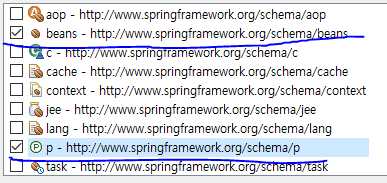 aop - http://www.springframework.org/schema/aop
beans - http://www.springframework.org/schema/beans
c - http://www.springframework.org/schema/c
cache - http://www.springframework.org/schema/cache
context - http://www.springframework.org/schema/context
jee - http://www.springframework.org/schema/jee
lang - http://www.springframework.org/schema/lang
p - http://www.springframework.org/schema/p
task - http://www.springframework.org/schema/task